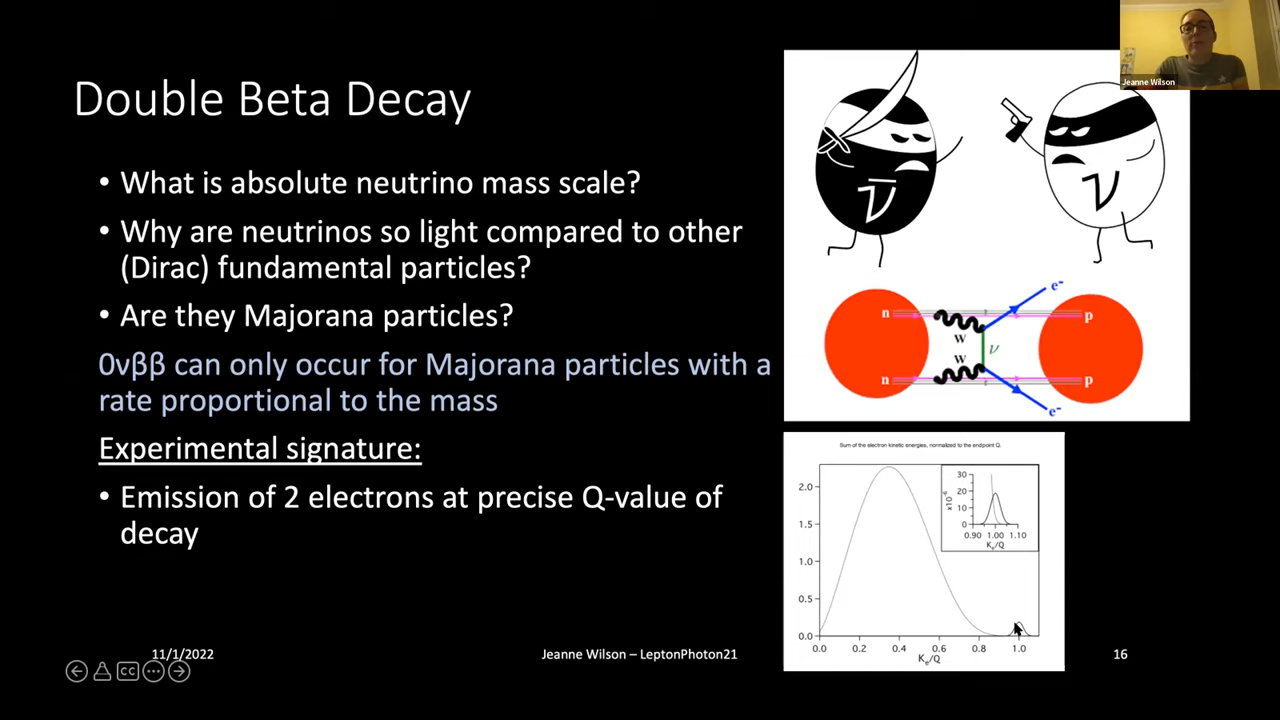 Jeanne Wilson
Double Beta Decay
• What is absolute neutrino mass scale?
• Why are neutrinos so light compared to other
(Dirac) fundamental particles?
• Are they Majorana particles?
0νββ can only occur for Majorana particles with a
rate proportional to the mass
Experimental signature:
• Emission of 2 electrons at precise Q-value of
decay
ν̅
ν
e⁻
n
p
W
ν
W
n
p
e⁻
Sum of the electron kinetic energies, normalized to the endpoint Q.
2.0
1.5
1.0
0.5
0.0
0.0 0.2 0.4 0.6 0.8 1.0
Ke/Q
30
20
10
0
x10⁻⁶
0.90 1.00 1.10
Ke/Q
11/1/2022
Jeanne Wilson – LeptonPhoton21
16
CC